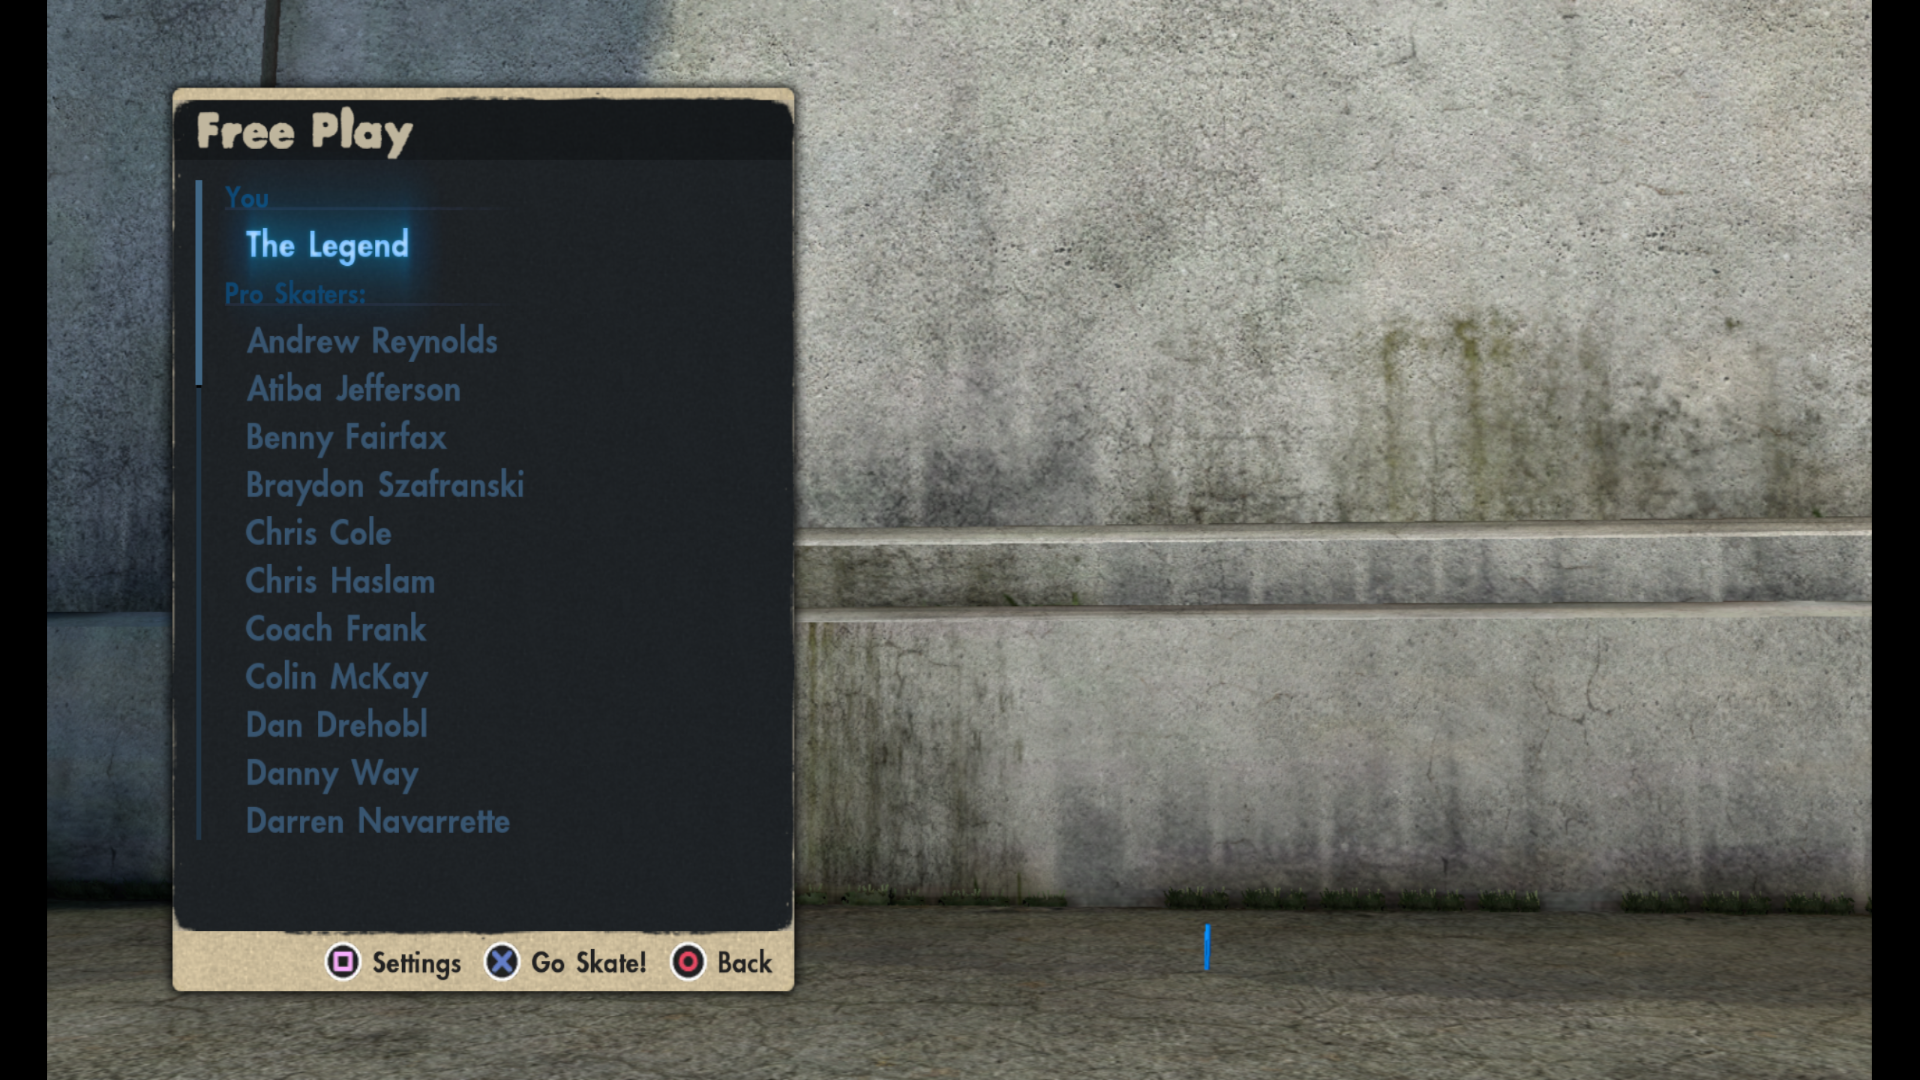 Free Play
You
The Legend
Pro Skaters:
Andrew Reynolds
Atiba Jefferson
Benny Fairfax
Braydon Szafranski
Chris Cole
Chris Haslam
Coach Frank
Colin McKay
Dan Drehobl
Danny Way
Darren Navarrette
Settings Go Skate! Back